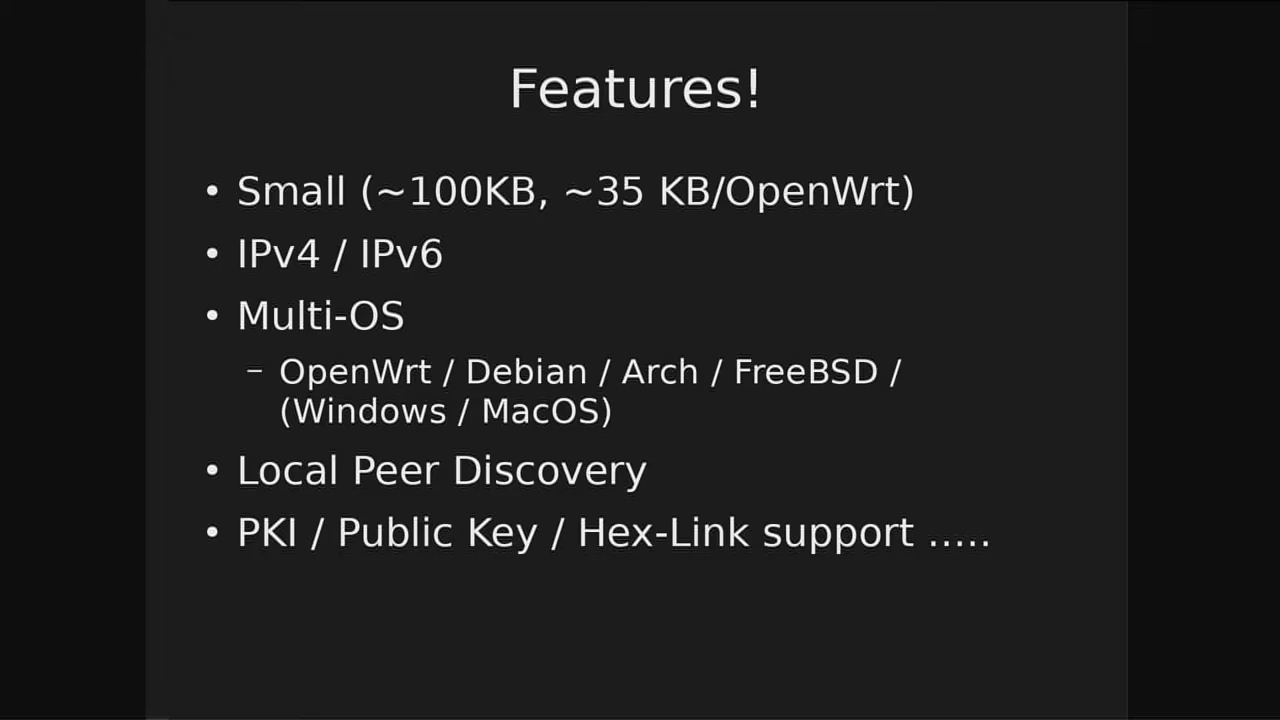 Features!
• Small (~100KB, ~35 KB/OpenWrt)
• IPv4 / IPv6
• Multi-OS
– OpenWrt / Debian / Arch / FreeBSD /
(Windows / MacOS)
• Local Peer Discovery
• PKI / Public Key / Hex-Link support .....